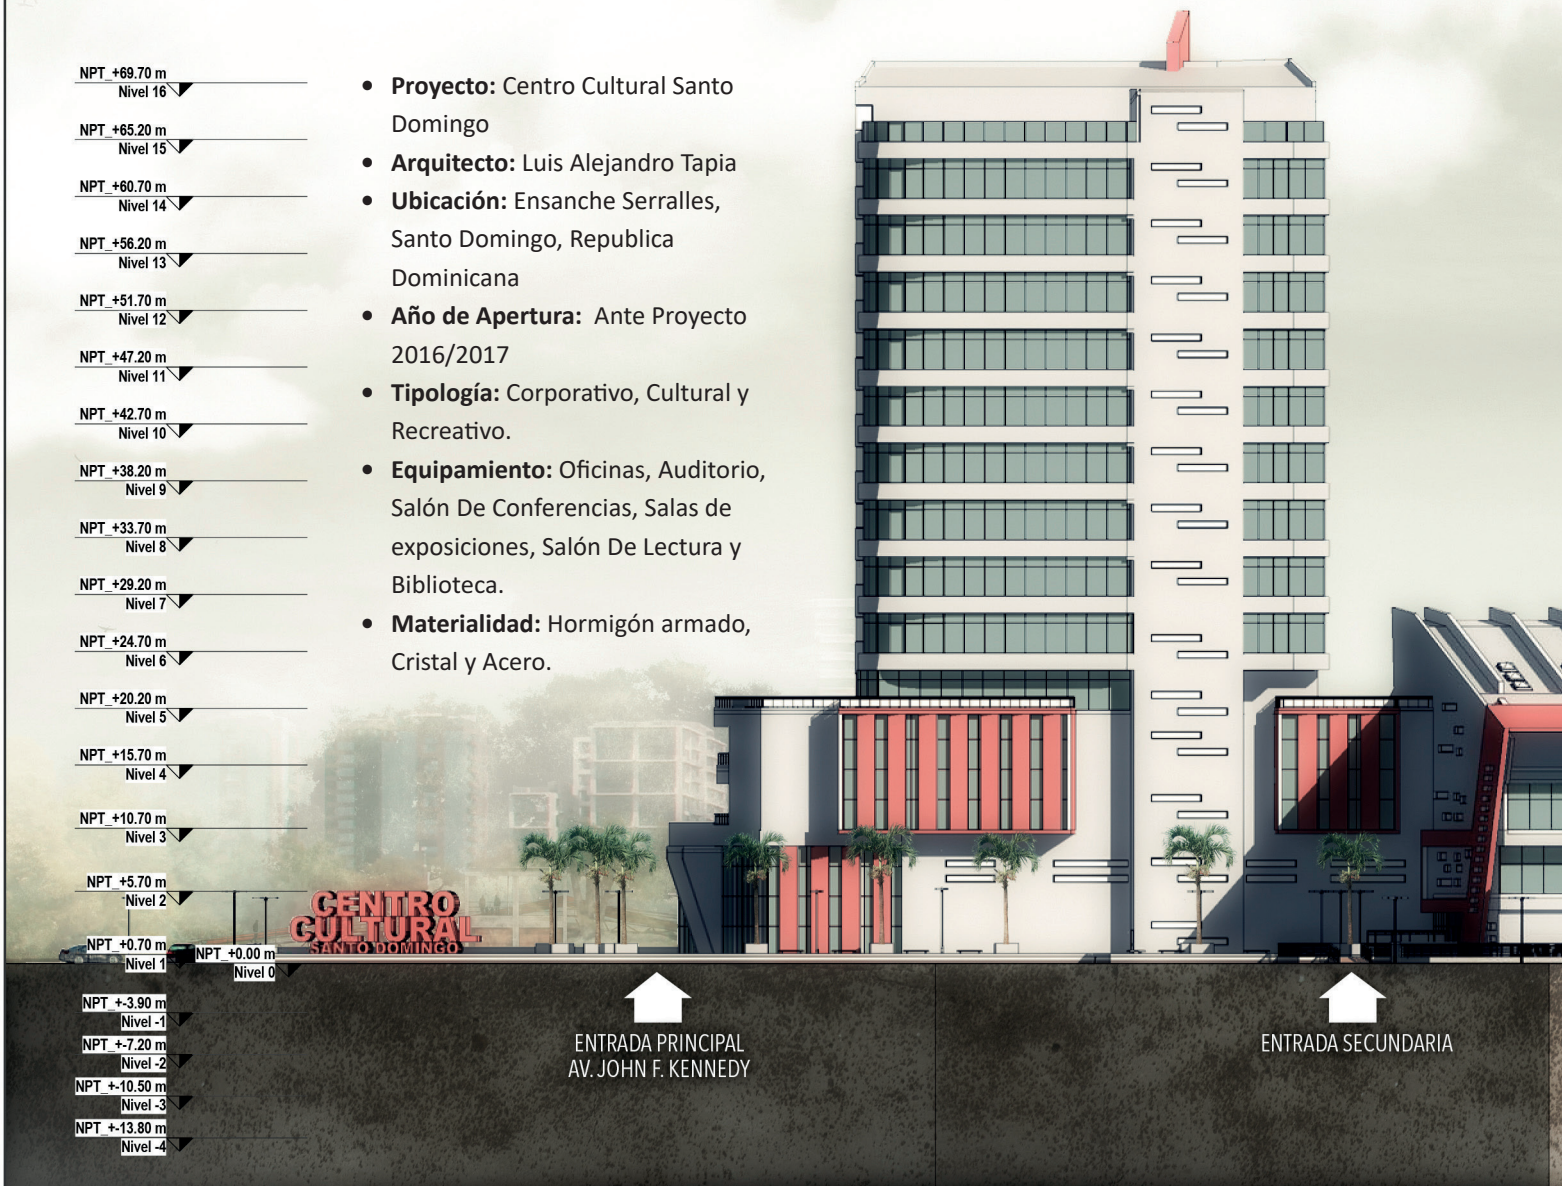 NPT_+69.70 m
Nivel 16
NPT_+65.20 m
Nivel 15
NPT_+60.70 m
Nivel 14
NPT_+56.20 m
Nivel 13
NPT_+51.70 m
Nivel 12
NPT_+47.20 m
Nivel 11
NPT_+42.70 m
Nivel 10
NPT_+38.20 m
Nivel 9
NPT_+33.70 m
Nivel 8
NPT_+29.20 m
Nivel 7
NPT_+24.70 m
Nivel 6
NPT_+20.20 m
Nivel 5
NPT_+15.70 m
Nivel 4
NPT_+10.70 m
Nivel 3
NPT_+5.70 m
Nivel 2
NPT_+0.70 m
Nivel 1
NPT_+0.00 m
Nivel 0
NPT_+-3.90 m
Nivel -1
NPT_+-7.20 m
Nivel -2
NPT_+-10.50 m
Nivel -3
NPT_+-13.80 m
Nivel -4
• Proyecto: Centro Cultural Santo
Domingo
• Arquitecto: Luis Alejandro Tapia
• Ubicación: Ensanche Serralles,
Santo Domingo, Republica
Dominicana
• Año de Apertura: Ante Proyecto
2016/2017
• Tipología: Corporativo, Cultural y
Recreativo.
• Equipamiento: Oficinas, Auditorio,
Salón De Conferencias, Salas de
exposiciones, Salón De Lectura y
Biblioteca.
• Materialidad: Hormigón armado,
Cristal y Acero.
CENTRO
CULTURAL
SANTO DOMINGO
ENTRADA PRINCIPAL
AV. JOHN F. KENNEDY
ENTRADA SECUNDARIA